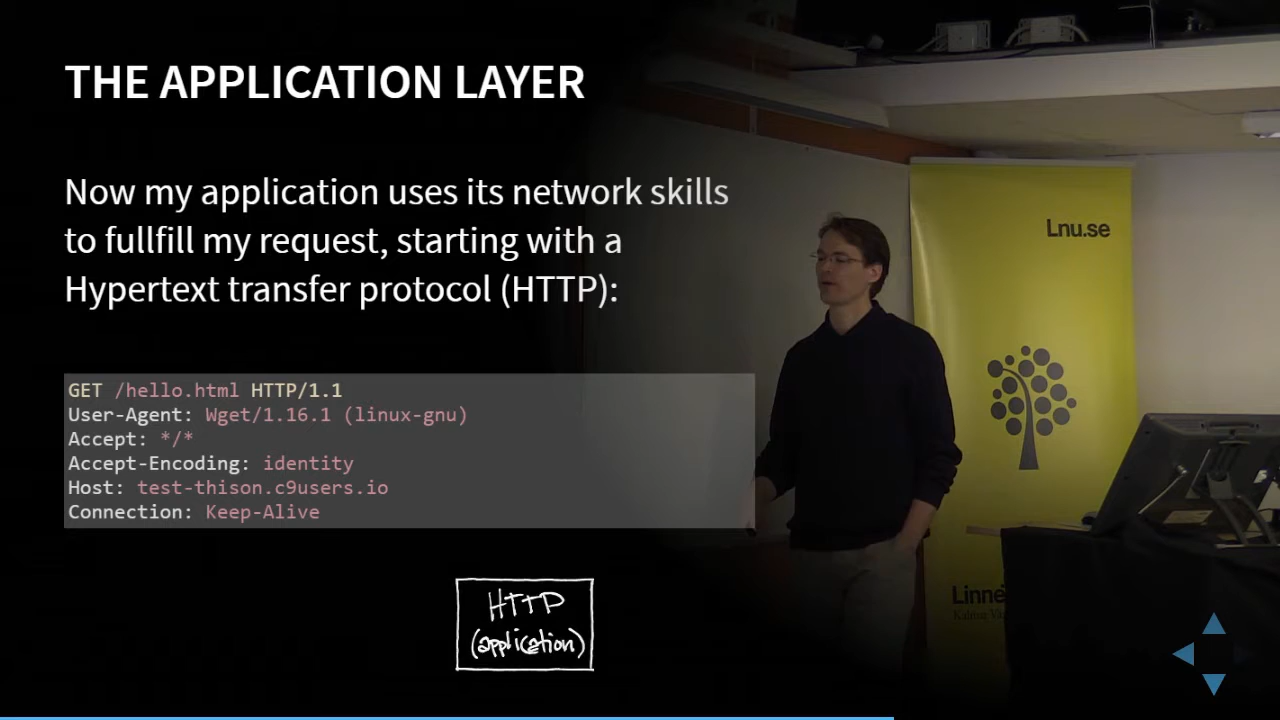 THE APPLICATION LAYER
Now my application uses its network skills
to fullfill my request, starting with a
Hypertext transfer protocol (HTTP):
GET /hello.html HTTP/1.1
User-Agent: Wget/1.16.1 (linux-gnu)
Accept: */*
Accept-Encoding: identity
Host: test-thison.c9users.io
Connection: Keep-Alive
HTTP
(application)
Lnu.se
Linne